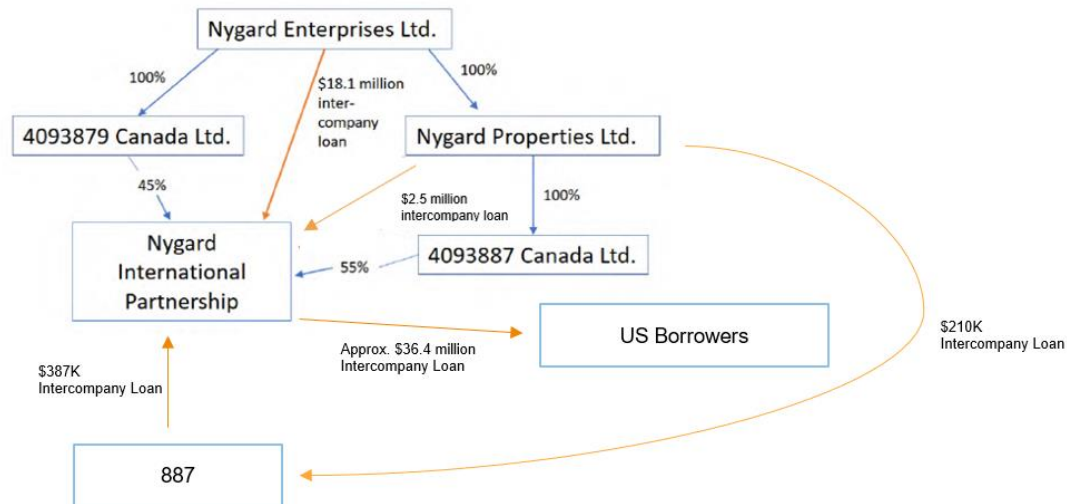 Nygard Enterprises Ltd.
100%
$18.1 million
inter-
company
loan
100%
4093879 Canada Ltd.
Nygard Properties Ltd.
45%
$2.5 million
intercompany loan
100%
Nygard
International
Partnership
55%
4093887 Canada Ltd.
US Borrowers
$210K
Intercompany Loan
Approx. $36.4 million
Intercompany Loan
$387K
Intercompany Loan
887